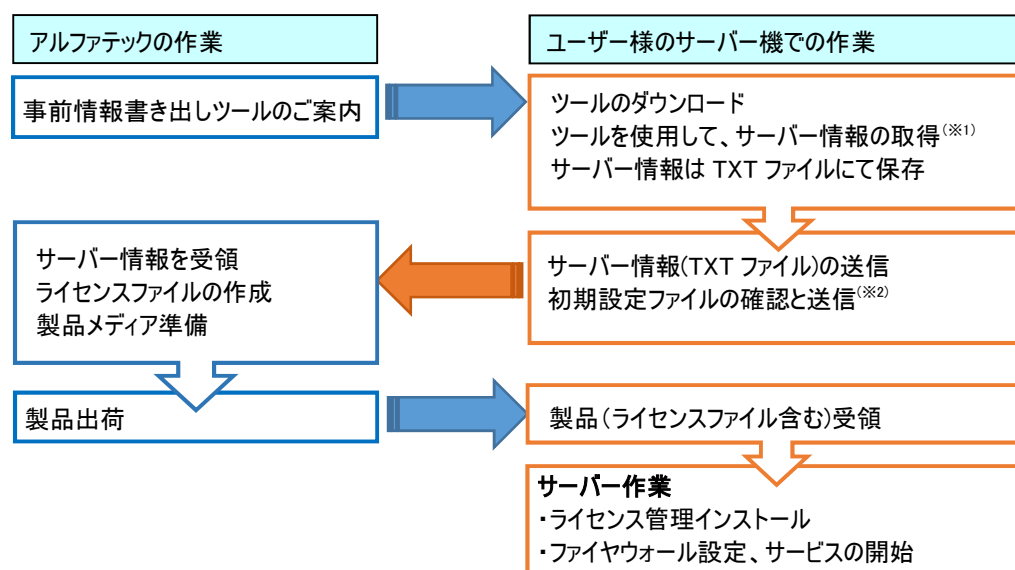 アルファテックの作業
ユーザー様のサーバー機での作業
事前情報書き出しツールのご案内
ツールのダウンロード
ツールを使用して、サーバー情報の取得(※1)
サーバー情報は TXT ファイルにて保存
サーバー情報を受領
ライセンスファイルの作成
製品メディア準備
サーバー情報(TXT ファイル)の送信
初期設定ファイルの確認と送信(※2)
製品出荷
製品(ライセンスファイル含む)受領
サーバー作業
・ライセンス管理インストール
・ファイヤウォール設定、サービスの開始